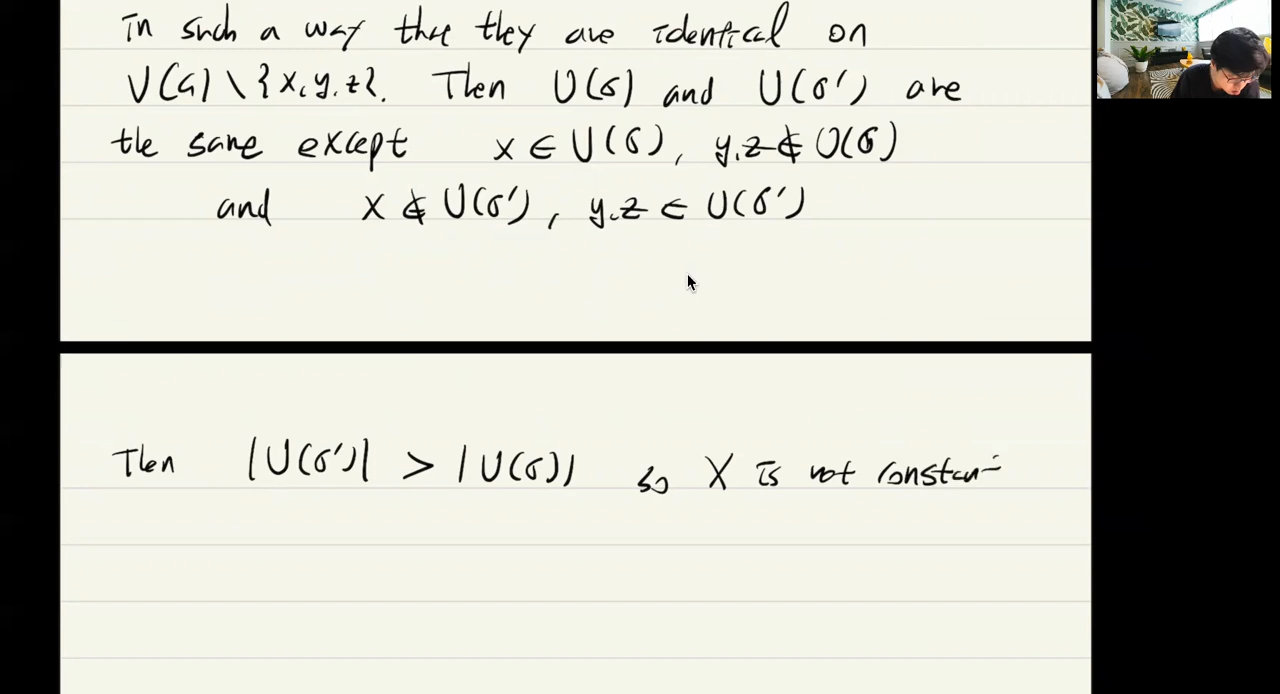 in such a way that they are identical on
V(G) \ {x, y, z}. Then U(σ) and U(σ') are
the same except x ∈ U(σ), y, z ∉ U(σ)
and x ∉ U(σ'), y, z ∈ U(σ')
Then |U(σ')| > |U(σ)| so X is not constant